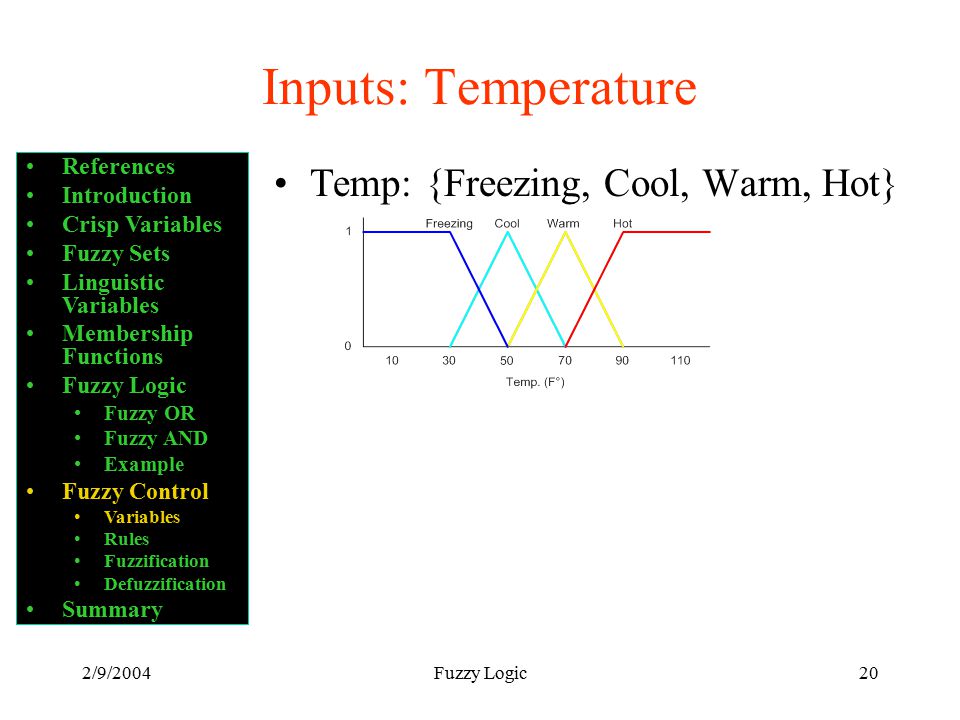 Inputs: Temperature
• References
• Introduction
• Crisp Variables
• Fuzzy Sets
• Linguistic
Variables
• Membership
Functions
• Fuzzy Logic
• Fuzzy OR
• Fuzzy AND
• Example
• Fuzzy Control
• Variables
• Rules
• Fuzzification
• Defuzzification
• Summary
• Temp: {Freezing, Cool, Warm, Hot}
Freezing Cool Warm Hot
1
0
10 30 50 70 90 110
Temp. (F°)
2/9/2004 Fuzzy Logic 20